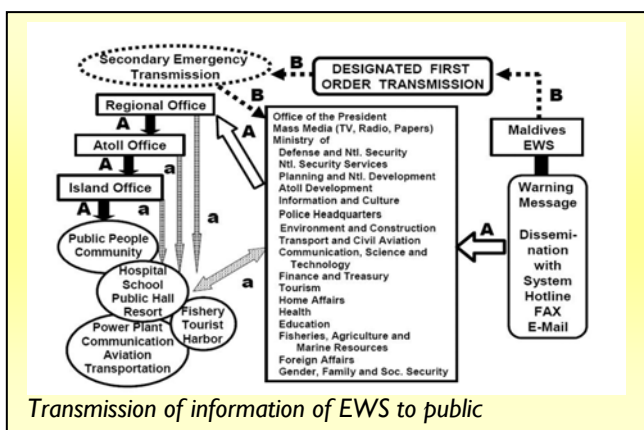 Secondary Emergency
Transmission
B
DESIGNATED FIRST
ORDER TRANSMISSION
B
B
Regional Office
A
Atoll Office
A
Island Office
A
a
a
a
A
Public People
Community
Hospital
School
Public Hall
Resort
Fishery
Tourist
Harbor
Power Plant
Communication
Aviation
Transportation
a
Office of the President
Mass Media (TV, Radio, Papers)
Ministry of
Defense and Ntl. Security
Ntl. Security Services
Planning and Ntl. Development
Atoll Development
Information and Culture
Police Headquarters
Environment and Construction
Transport and Civil Aviation
Communication, Science and
Technology
Finance and Treasury
Tourism
Home Affairs
Health
Education
Fisheries, Agriculture and
Marine Resources
Foreign Affairs
Gender, Family and Soc. Security
A
Maldives
EWS
Warning
Message
Dissemi-
nation
with
System
Hotline
FAX
E-Mail
Transmission of information of EWS to public